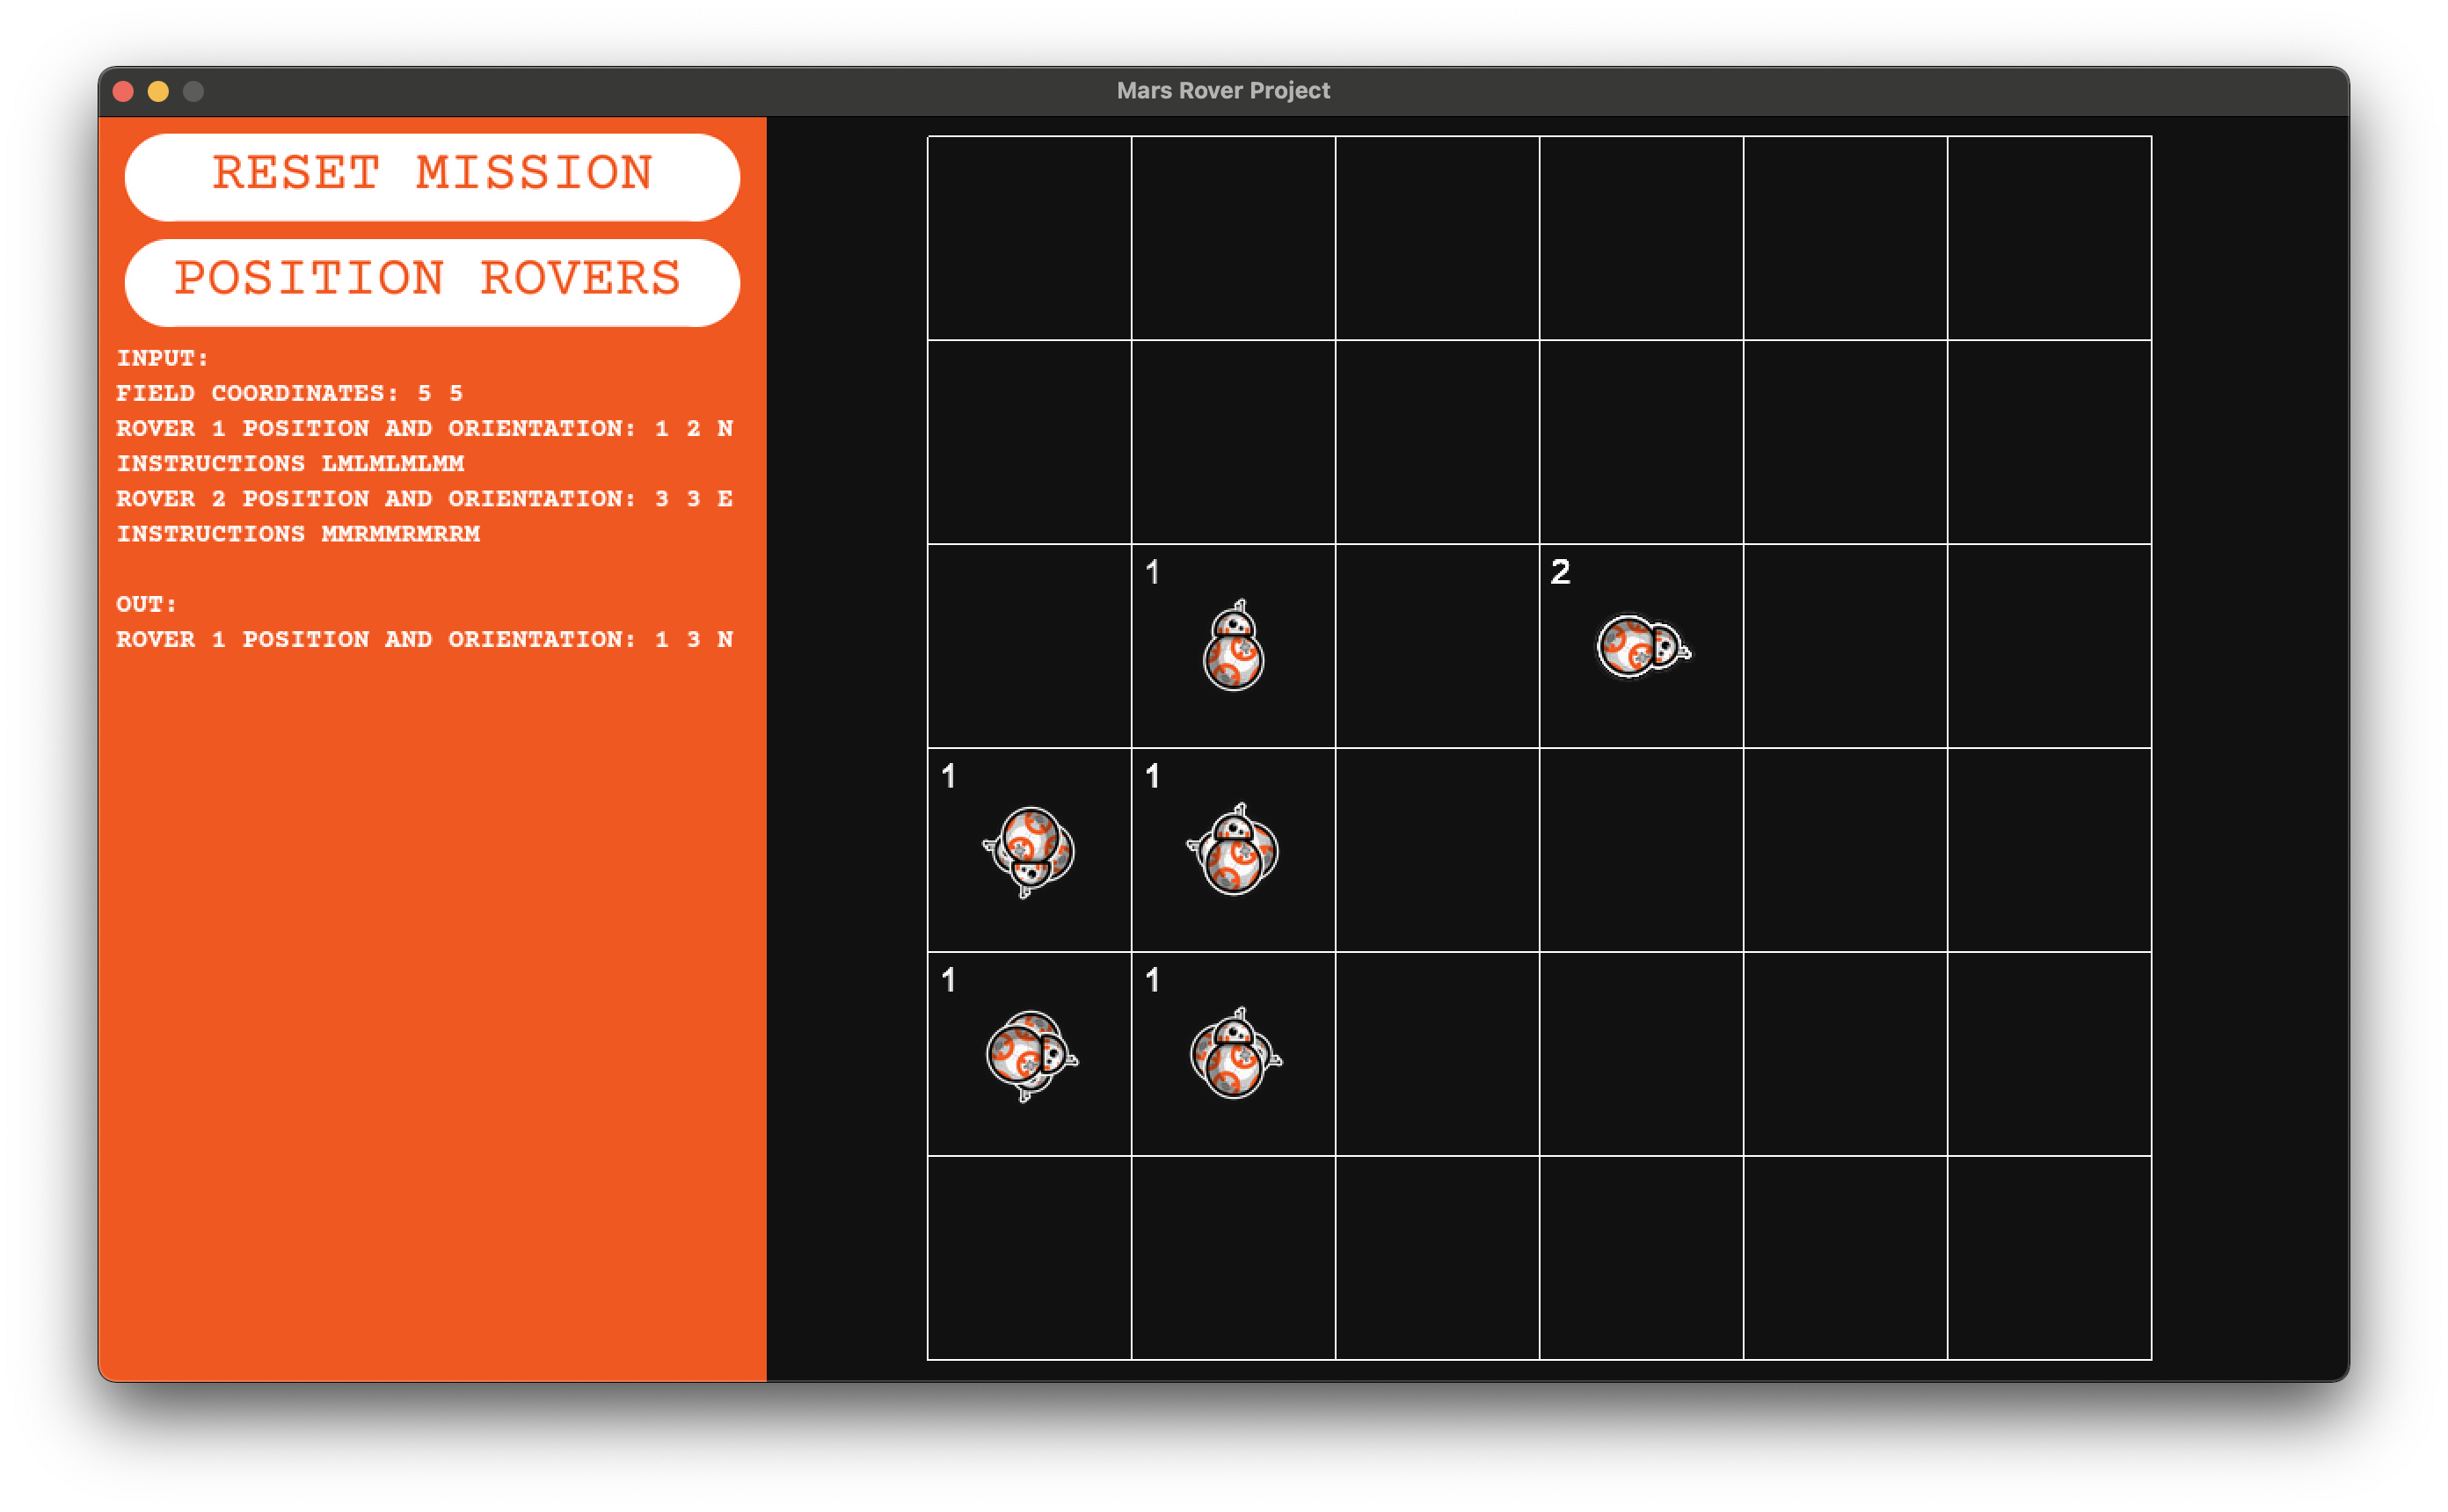 Mars Rover Project
RESET MISSION
POSITION ROVERS
INPUT:
FIELD COORDINATES: 5 5
ROVER 1 POSITION AND ORIENTATION: 1 2 N
INSTRUCTIONS LMLMLMLMM
ROVER 2 POSITION AND ORIENTATION: 3 3 E
INSTRUCTIONS MMRMMRMRRM
OUT:
ROVER 1 POSITION AND ORIENTATION: 1 3 N
1 2
1 1
1 1